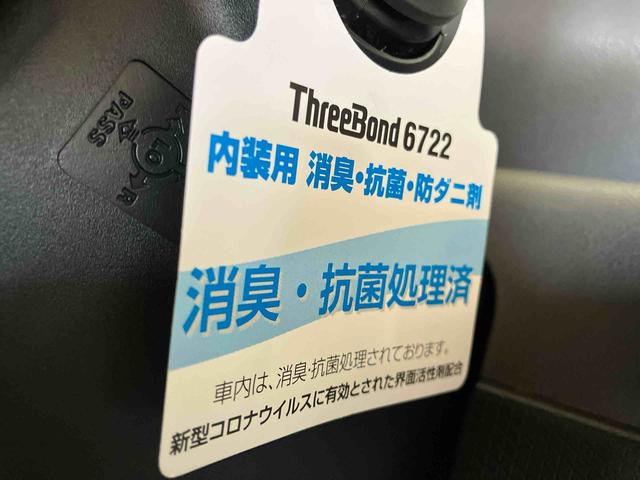 ThreeBond 6722
内装用 消臭・抗菌・防ダニ剤
消臭・抗菌処理済
車内は、消臭・抗菌処理されております。
新型コロナウイルスに有効とされた界面活性剤配合
PASS
R